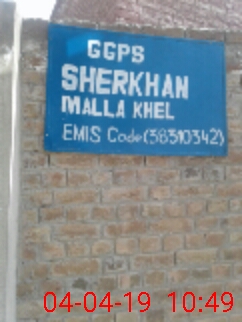 GGPS
SHERKHAN
MALLA KHEL
EMIS Code(38310342)
04-04-19 10:49